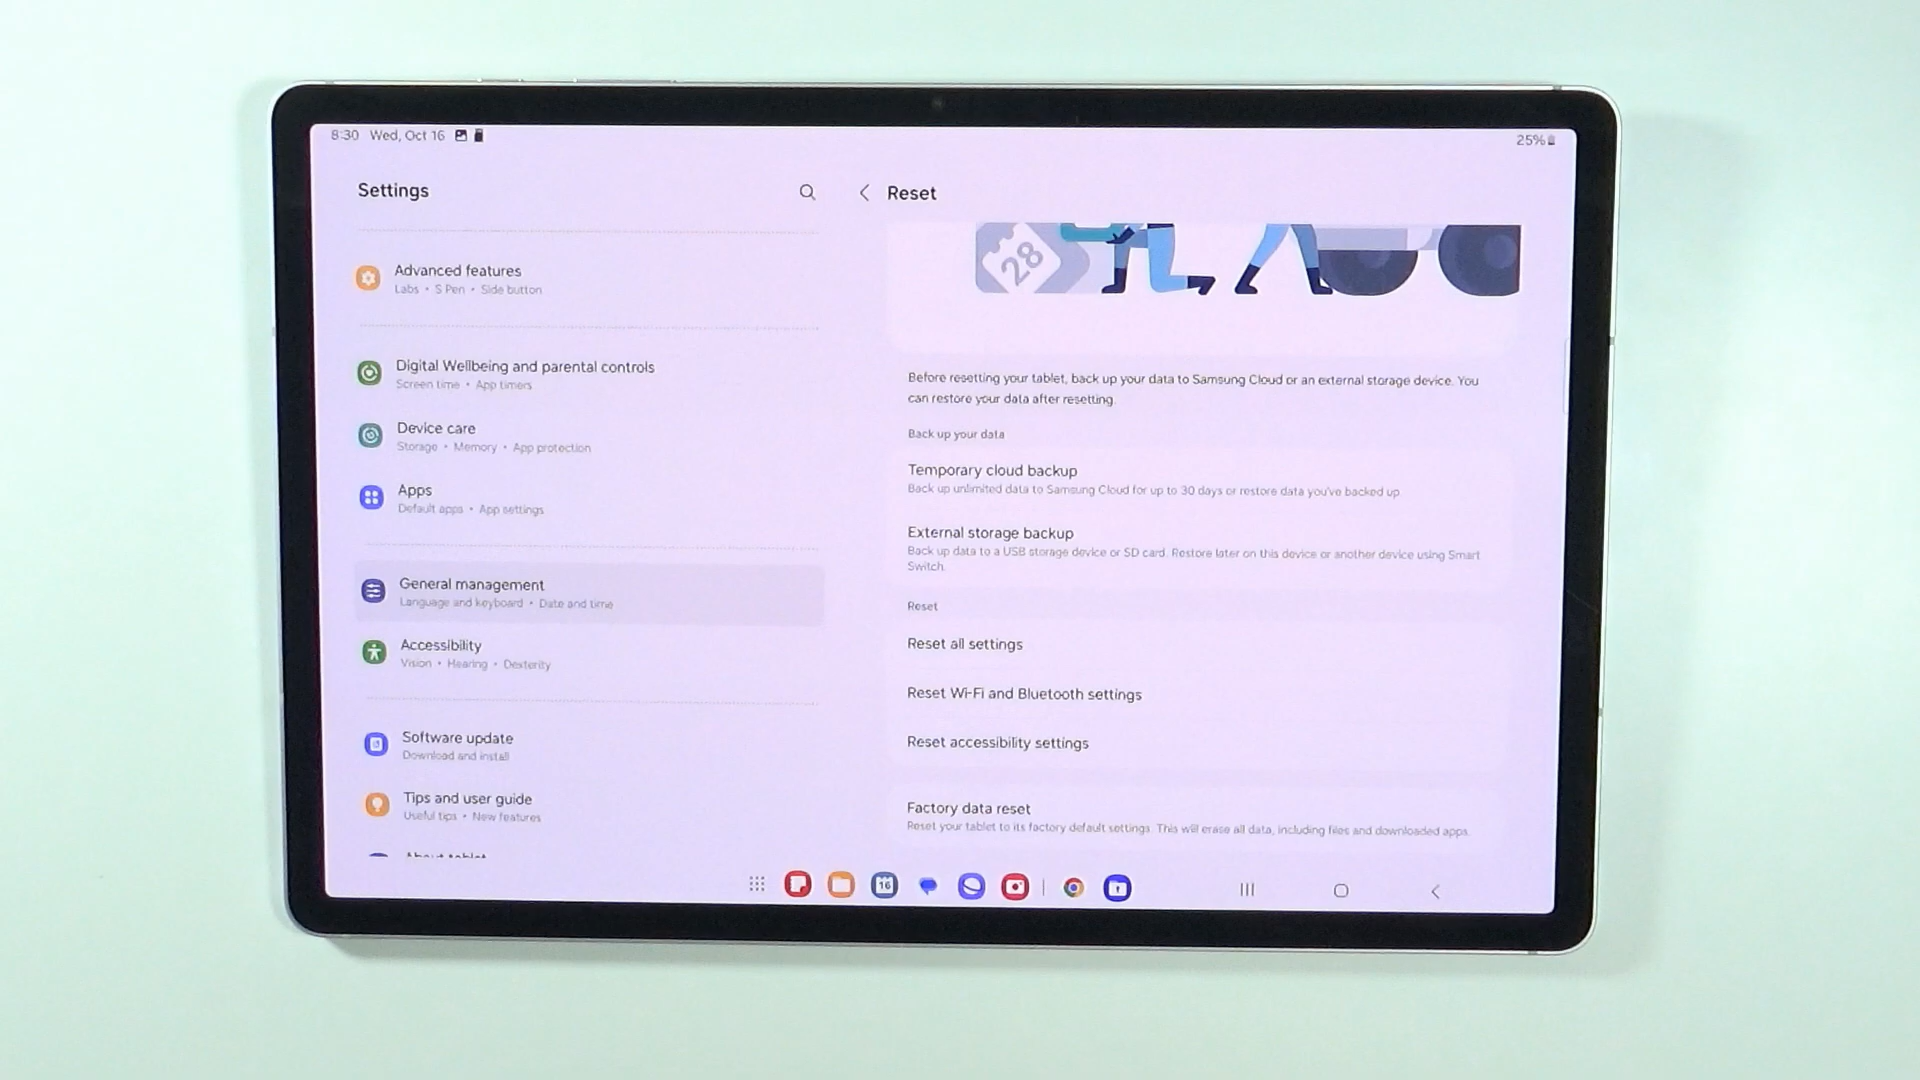 8:30 Wed, Oct 16
25%
Settings
Advanced features
Labs • S Pen • Side button
Digital Wellbeing and parental controls
Screen time • App timers
Device care
Storage • Memory • App protection
Apps
Default apps • App settings
General management
Language and keyboard • Date and time
Accessibility
Vision • Hearing • Dexterity
Software update
Download and install
Tips and user guide
Useful tips • New features
About tablet
Reset
28
Before resetting your tablet, back up your data to Samsung Cloud or an external storage device. You
can restore your data after resetting.
Back up your data
Temporary cloud backup
Back up unlimited data to Samsung Cloud for up to 30 days or restore data you've backed up.
External storage backup
Back up data to a USB storage device or SD card. Restore later on this device or another device using Smart
Switch.
Reset
Reset all settings
Reset Wi-Fi and Bluetooth settings
Reset accessibility settings
Factory data reset
Reset your tablet to its factory default settings. This will erase all data, including files and downloaded apps.
16